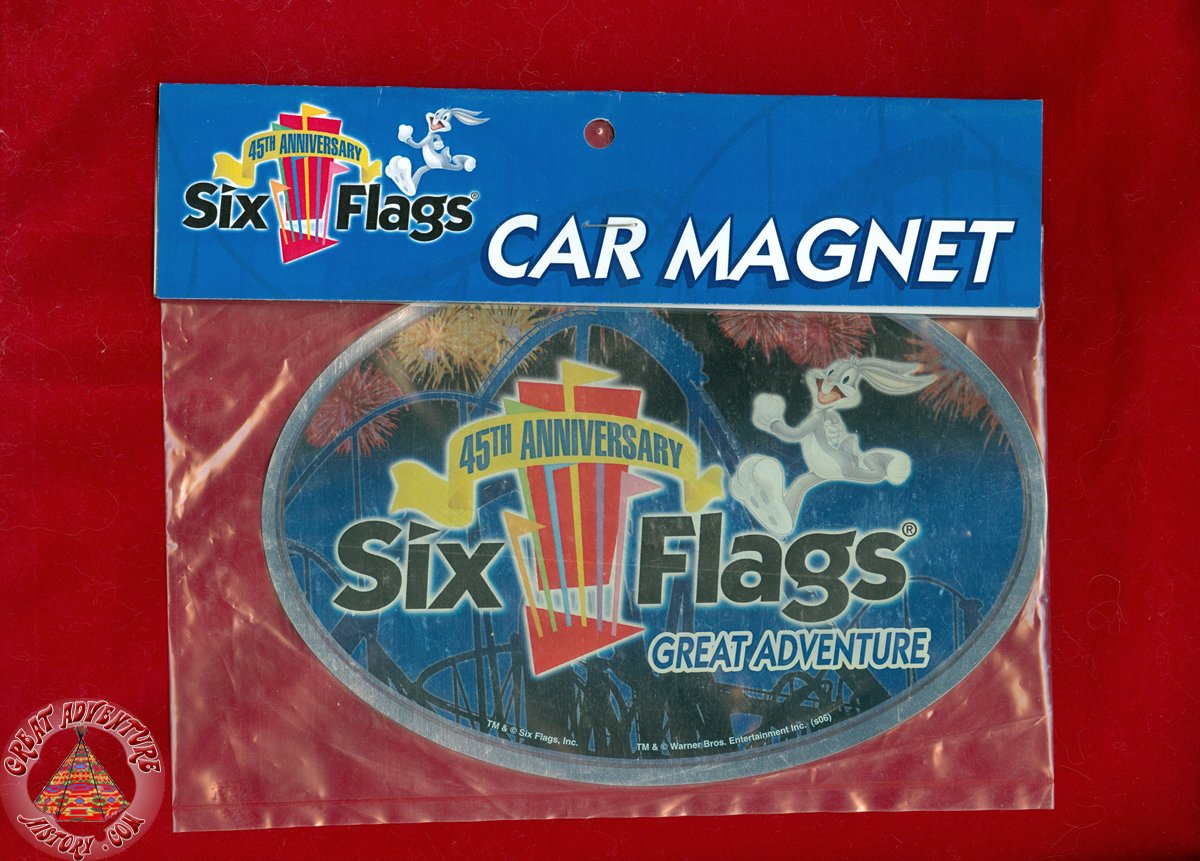 45TH ANNIVERSARY
Six Flags®
CAR MAGNET
45TH ANNIVERSARY
Six Flags®
GREAT ADVENTURE
TM & © Six Flags, Inc.
TM & © Warner Bros. Entertainment Inc. (s06)
GREAT ADVENTURE
HISTORY.COM